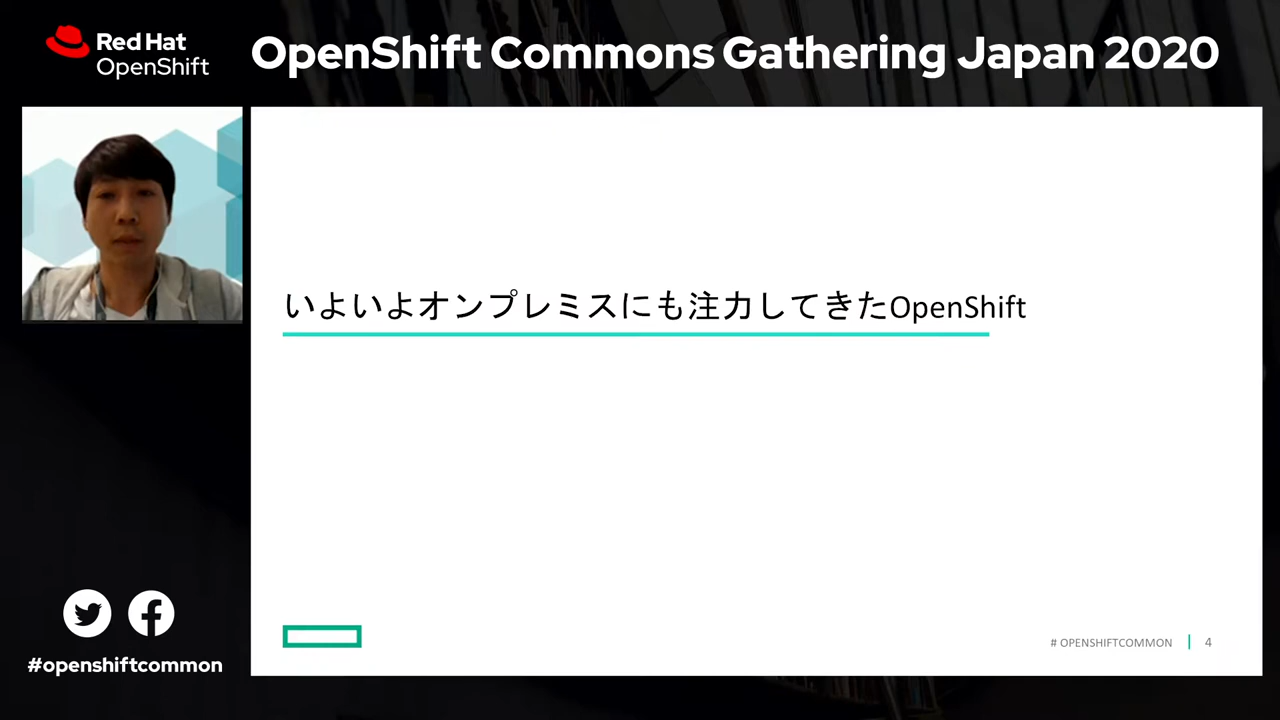 Red Hat
OpenShift
OpenShift Commons Gathering Japan 2020
いよいよオンプレミスにも注力してきたOpenShift
#openshiftcommon
# OPENSHIFTCOMMON
4